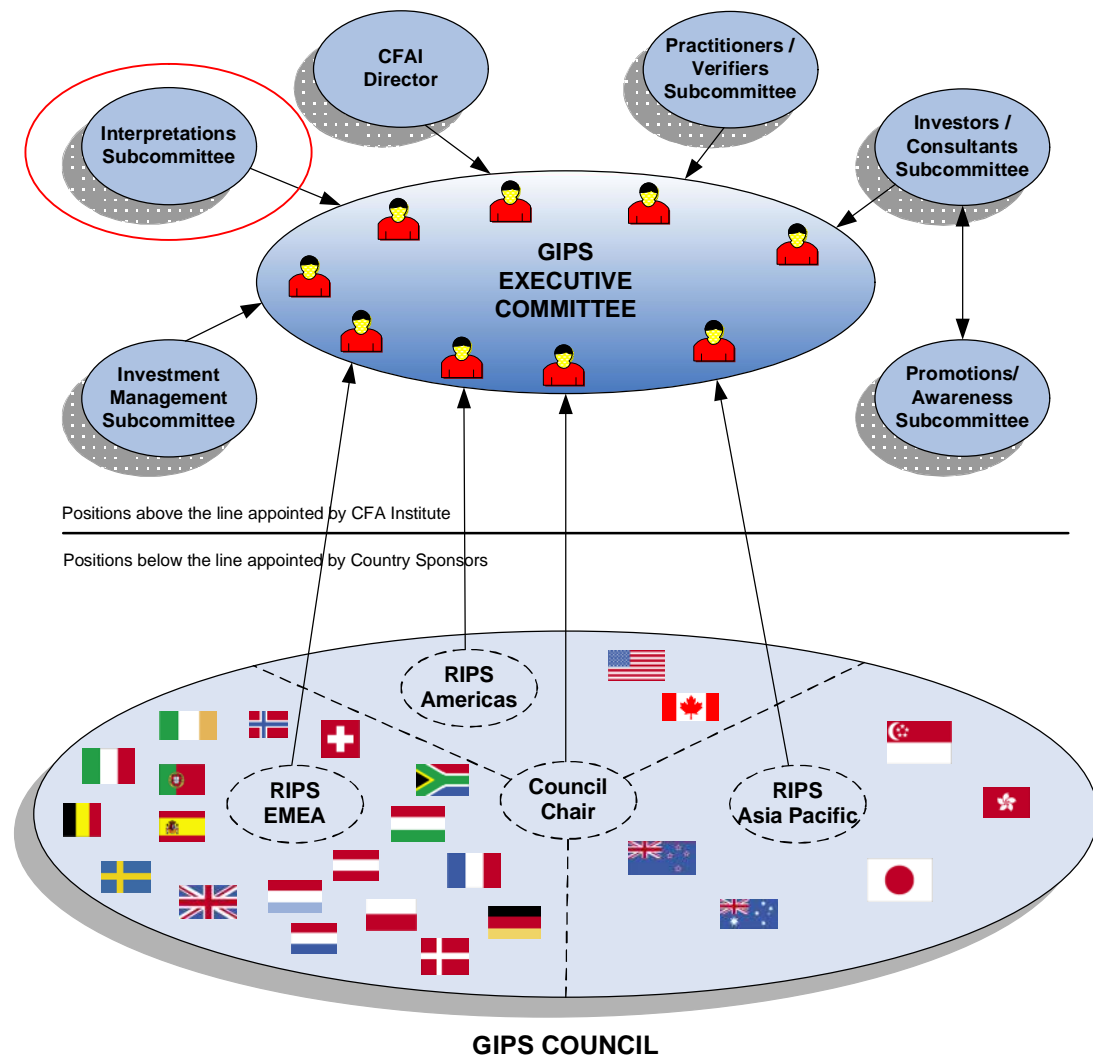 CFAI
Director
Practitioners /
Verifiers
Subcommittee
Interpretations
Subcommittee
Investors /
Consultants
Subcommittee
GIPS
EXECUTIVE
COMMITTEE
Investment
Management
Subcommittee
Promotions/
Awareness
Subcommittee
Positions above the line appointed by CFA Institute
Positions below the line appointed by Country Sponsors
RIPS
Americas
RIPS
EMEA
Council
Chair
RIPS
Asia Pacific
GIPS COUNCIL